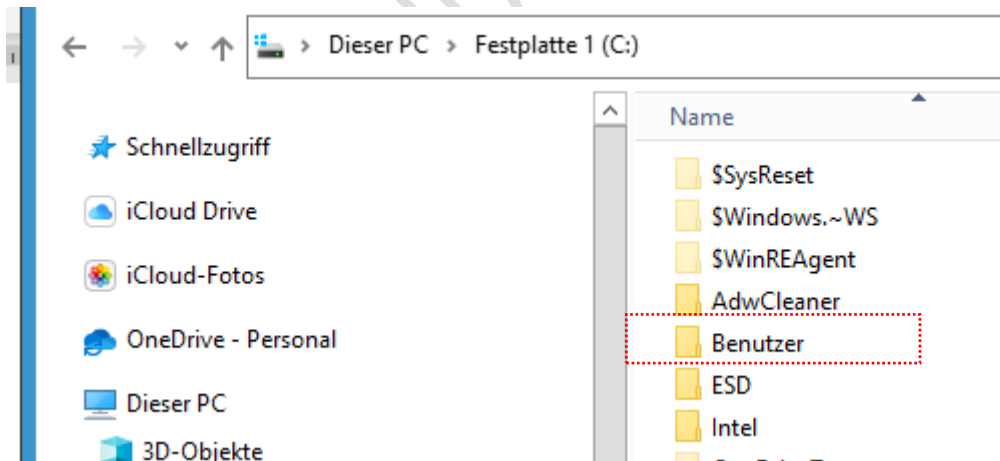 Dieser PC > Festplatte 1 (C:)
Name
Schnellzugriff
iCloud Drive
iCloud-Fotos
OneDrive - Personal
Dieser PC
3D-Objekte
$SysReset
$Windows.~WS
$WinREAgent
AdwCleaner
Benutzer
ESD
Intel